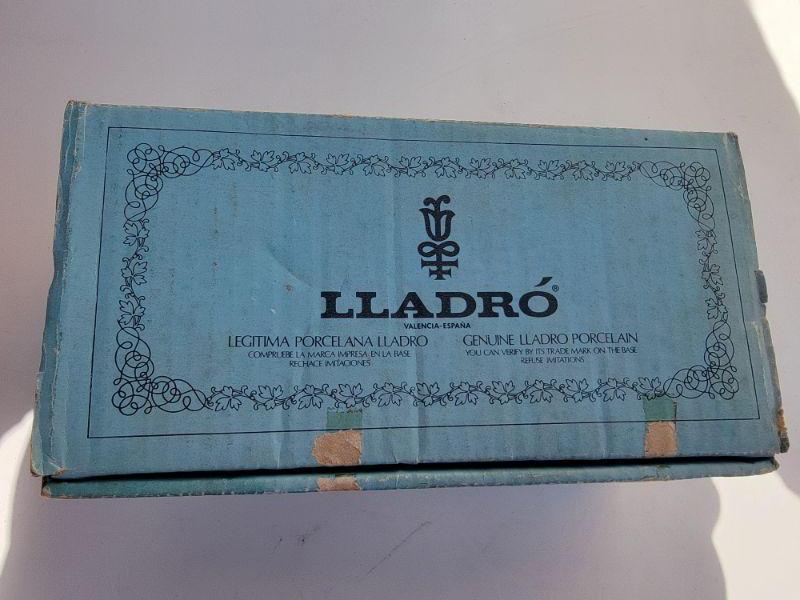 LLADRÓ®
VALENCIA-ESPAÑA
LEGITIMA PORCELANA LLADRO
COMPRUEBE LA MARCA IMPRESA EN LA BASE
RECHACE IMITACIONES
GENUINE LLADRO PORCELAIN
YOU CAN VERIFY BY ITS TRADE MARK ON THE BASE
REFUSE IMITATIONS